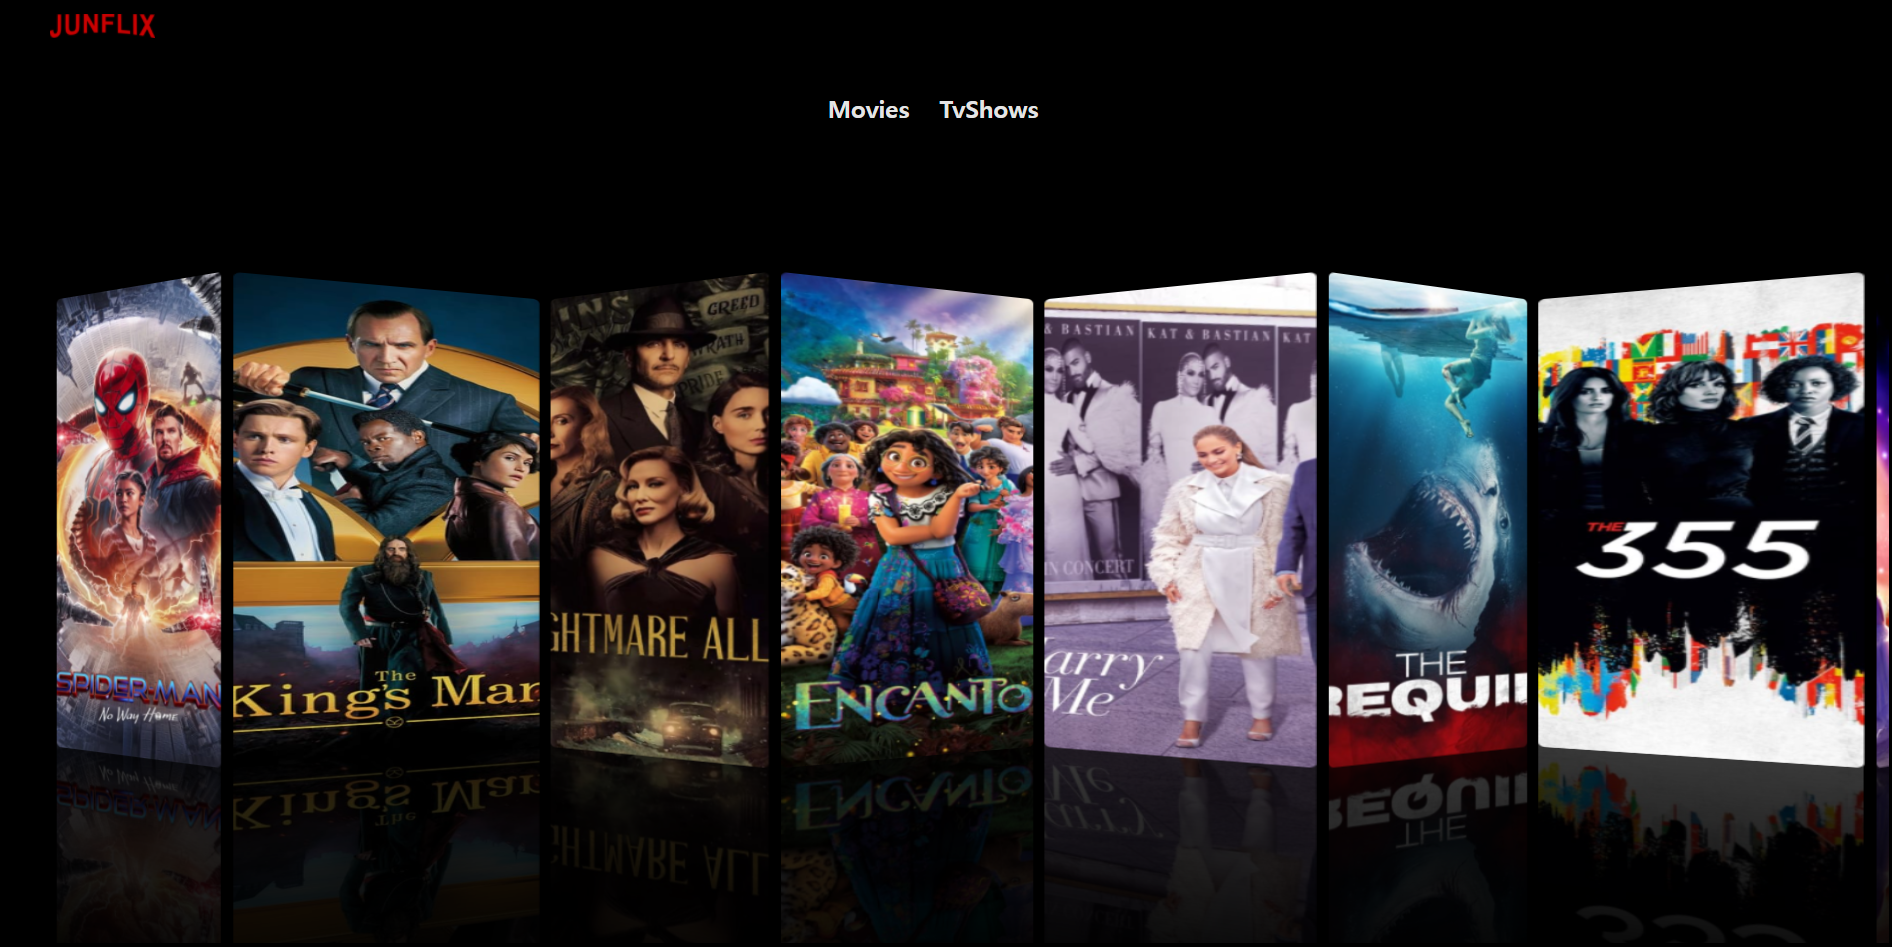 JUNFLIX
Movies TvShows
SPIDER-MAN
No Way Home
The
King's Man
GREED
WRATH
PRIDE
GHTMARE ALL
ENCANTO
& BASTIAN
KAT & BASTIAN
KAT
IN CONCERT
arry
Me
THE
REQUI
THE
355